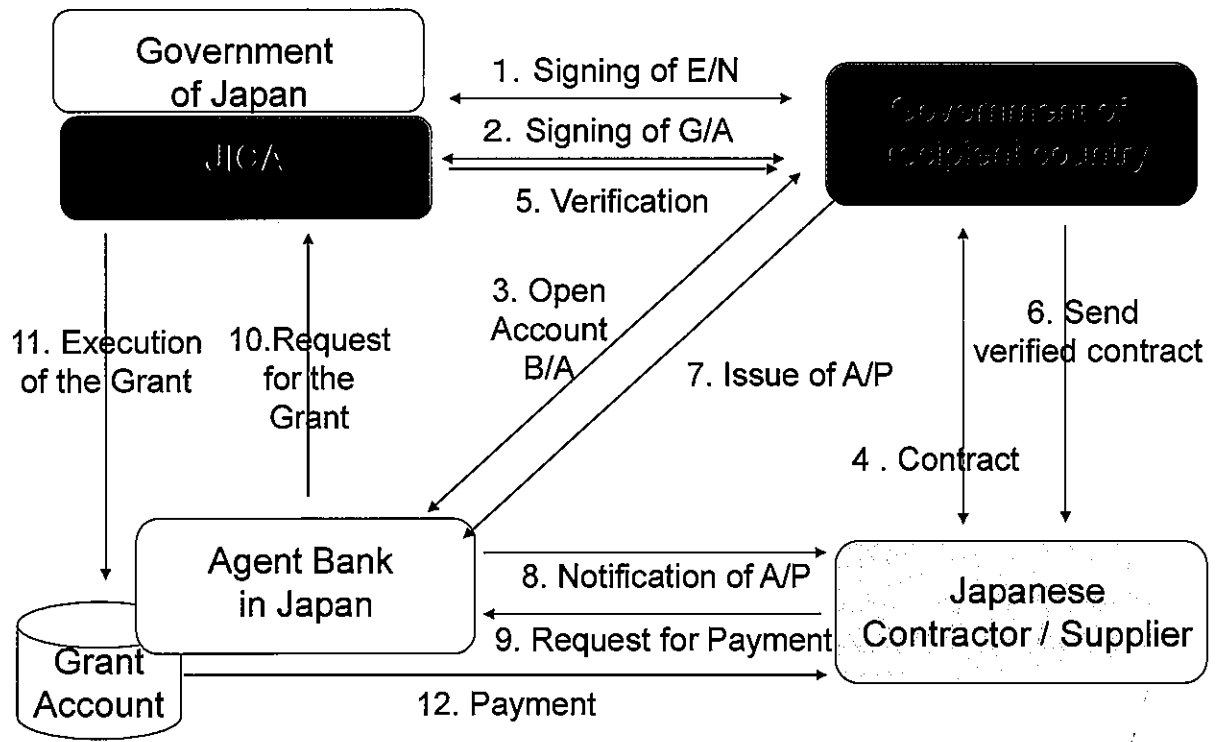 Government
of Japan
JICA
1. Signing of E/N
2. Signing of G/A
5. Verification
Government of
recipient country
3. Open
Account
B/A
7. Issue of A/P
6. Send
verified contract
4 . Contract
11. Execution
of the Grant
10.Request
for the
Grant
Agent Bank
in Japan
8. Notification of A/P
9. Request for Payment
Japanese
Contractor / Supplier
Grant
Account
12. Payment